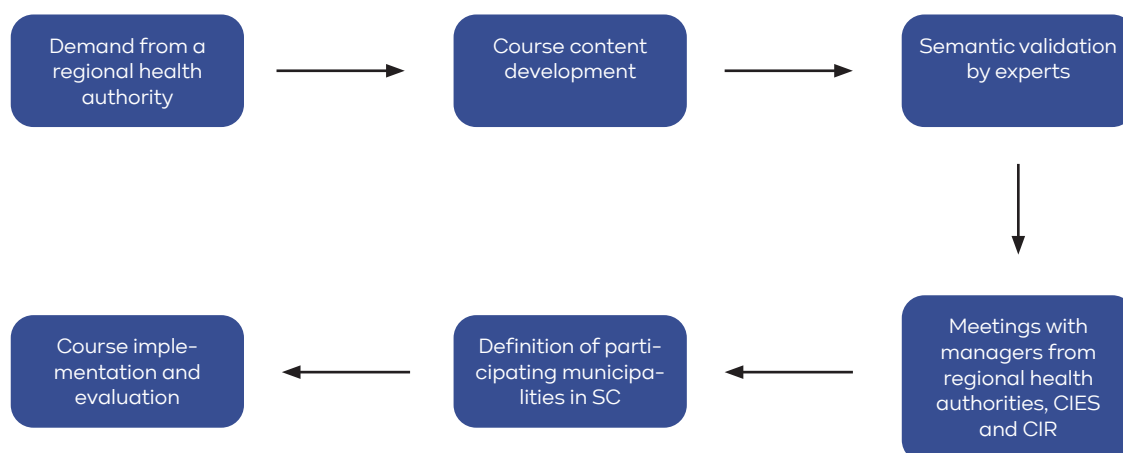 Demand from a
regional health
authority
Course content
development
Semantic validation
by experts
Meetings with
managers from
regional health
authorities, CIES
and CIR
Definition of parti-
cipating municipa-
lities in SC
Course imple-
mentation and
evaluation